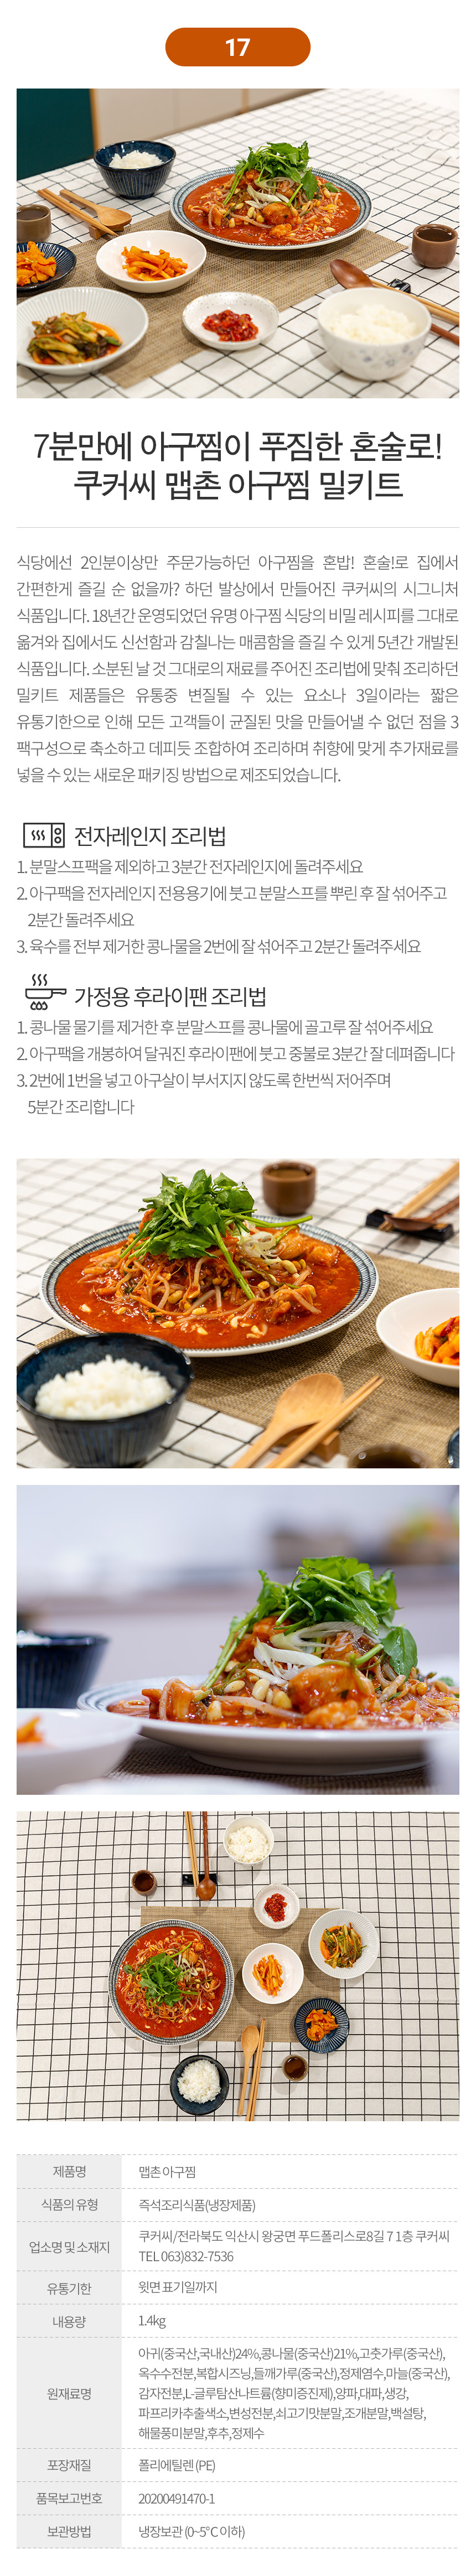 17
7분만에 아구찜이 푸짐한 혼술로!
쿠커씨 맵촌 아구찜 밀키트
식당에선 2인분이상만 주문가능하던 아구찜을 혼밥! 혼술!로 집에서
간편한게 즐길 순 없을까? 하던 발상에서 만들어진 쿠커씨의 시그니처
식품입니다. 18년간 운영되었던 유명 아구찜 식당의 비밀 레시피를 그대로
옮겨와 집에서도 신선함과 감칠나는 매콤함을 즐길 수 있게 5년간 개발된
식품입니다. 소분된 날 것 그대로의 재료를 주어진 조리법에 맞춰 조리하던
밀키트 제품들은 유통중 변질될 수 있는 요소나 3일이라는 짧은
유통기한으로 인해 모든 고객들이 균질된 맛을 만들어낼 수 없던 점을 3
팩구성으로 축소하고 데피듯 조합하여 조리하며 취향에 맞게 추가재료를
넣을 수 있는 새로운 패키징 방법으로 제조되었습니다.
전자레인지 조리법
1. 분말스프팩을 제외하고 3분간 전자레인지에 돌려주세요
2. 아구팩을 전자레인지 전용용기에 붓고 분말스프를 뿌린 후 잘 섞어주고
2분간 돌려주세요
3. 육수를 전부 제거한 콩나물을 2번에 잘 섞어주고 2분간 돌려주세요
가정용 후라이팬 조리법
1. 콩나물 물기를 제거한 후 분말스프를 콩나물에 골고루 잘 섞어주세요
2. 아구팩을 개봉하여 달궈진 후라이팬에 붓고 중불로 3분간 잘 데펴줍니다
3. 2번에 1번을 넣고 아구살이 부서지지 않도록 한번씩 저어주며
5분간 조리합니다
제품명 맵촌 아구찜
식품의 유형 즉석조리식품(냉장제품)
업소명 및 소재지 쿠커씨/전라북도 익산시 왕궁면 푸드폴리스로8길 7 1층 쿠커씨
TEL 063)832-7536
유통기한 윗면 표기일까지
내용량 1.4kg
원재료명 아귀(중국산,국내산)24%,콩나물(중국산)21%,고춧가루(중국산),
옥수수전분,복합시즈닝,들깨가루(중국산),정제염수,마늘(중국산),
감자전분,L-글루탐산나트륨(향미증진제),양파,대파,생강,
파프리카추출색소,변성전분,쇠고기맛분말,조개분말,백설탕,
해물풍미분말,후추,정제수
포장재질 폴리에틸렌 (PE)
품목보고번호 20200491470-1
보관방법 냉장보관 (0~5°C 이하)